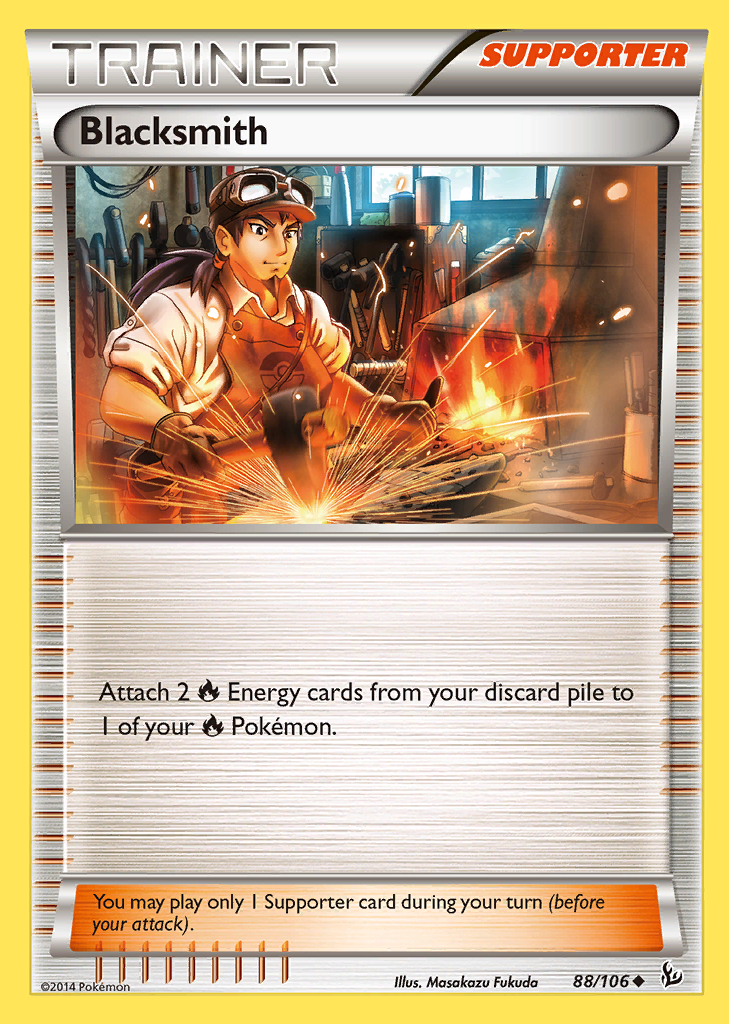 TRAINER
SUPPORTER
Blacksmith
Attach 2 Energy cards from your discard pile to
1 of your Pokémon.
You may play only 1 Supporter card during your turn (before
your attack).
©2014 Pokémon
Illus. Masakazu Fukuda
88/106